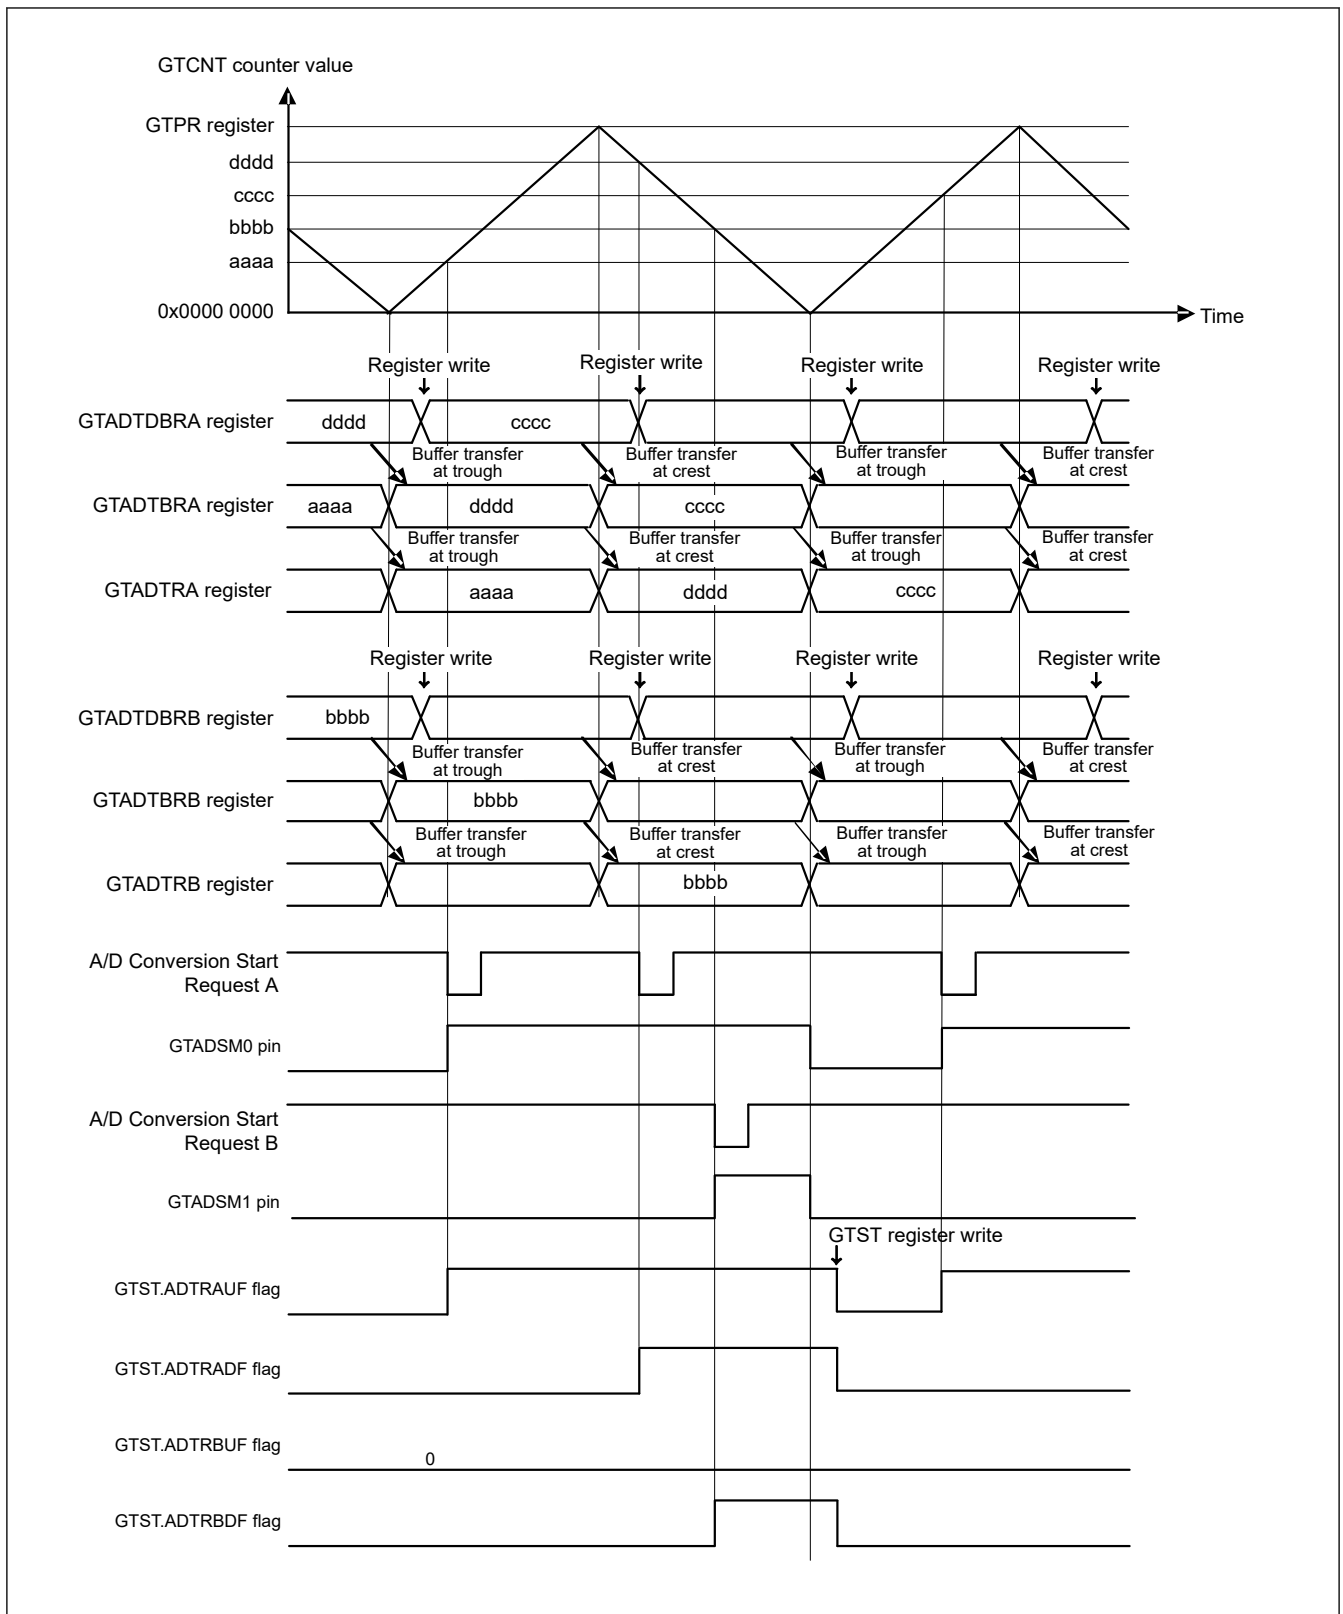 GTCNT counter value
GTPR register
dddd
cccc
bbbb
aaaa
0x0000 0000
Time
Register write Register write Register write Register write
GTADTDBRA register dddd cccc
Buffer transfer Buffer transfer Buffer transfer Buffer transfer
at trough at crest at trough at crest
GTADTBRA register aaaa dddd cccc
Buffer transfer Buffer transfer Buffer transfer Buffer transfer
at trough at crest at trough at crest
GTADTRA register aaaa dddd cccc
Register write Register write Register write Register write
GTADTDBRB register bbbb
Buffer transfer Buffer transfer Buffer transfer Buffer transfer
at trough at crest at trough at crest
GTADTBRB register bbbb
Buffer transfer Buffer transfer Buffer transfer Buffer transfer
at trough at crest at trough at crest
GTADTRB register bbbb
A/D Conversion Start
Request A
GTADSM0 pin
A/D Conversion Start
Request B
GTADSM1 pin
GTST register write
GTST.ADTRAUF flag
GTST.ADTRADF flag
GTST.ADTRBUF flag 0
GTST.ADTRBDF flag